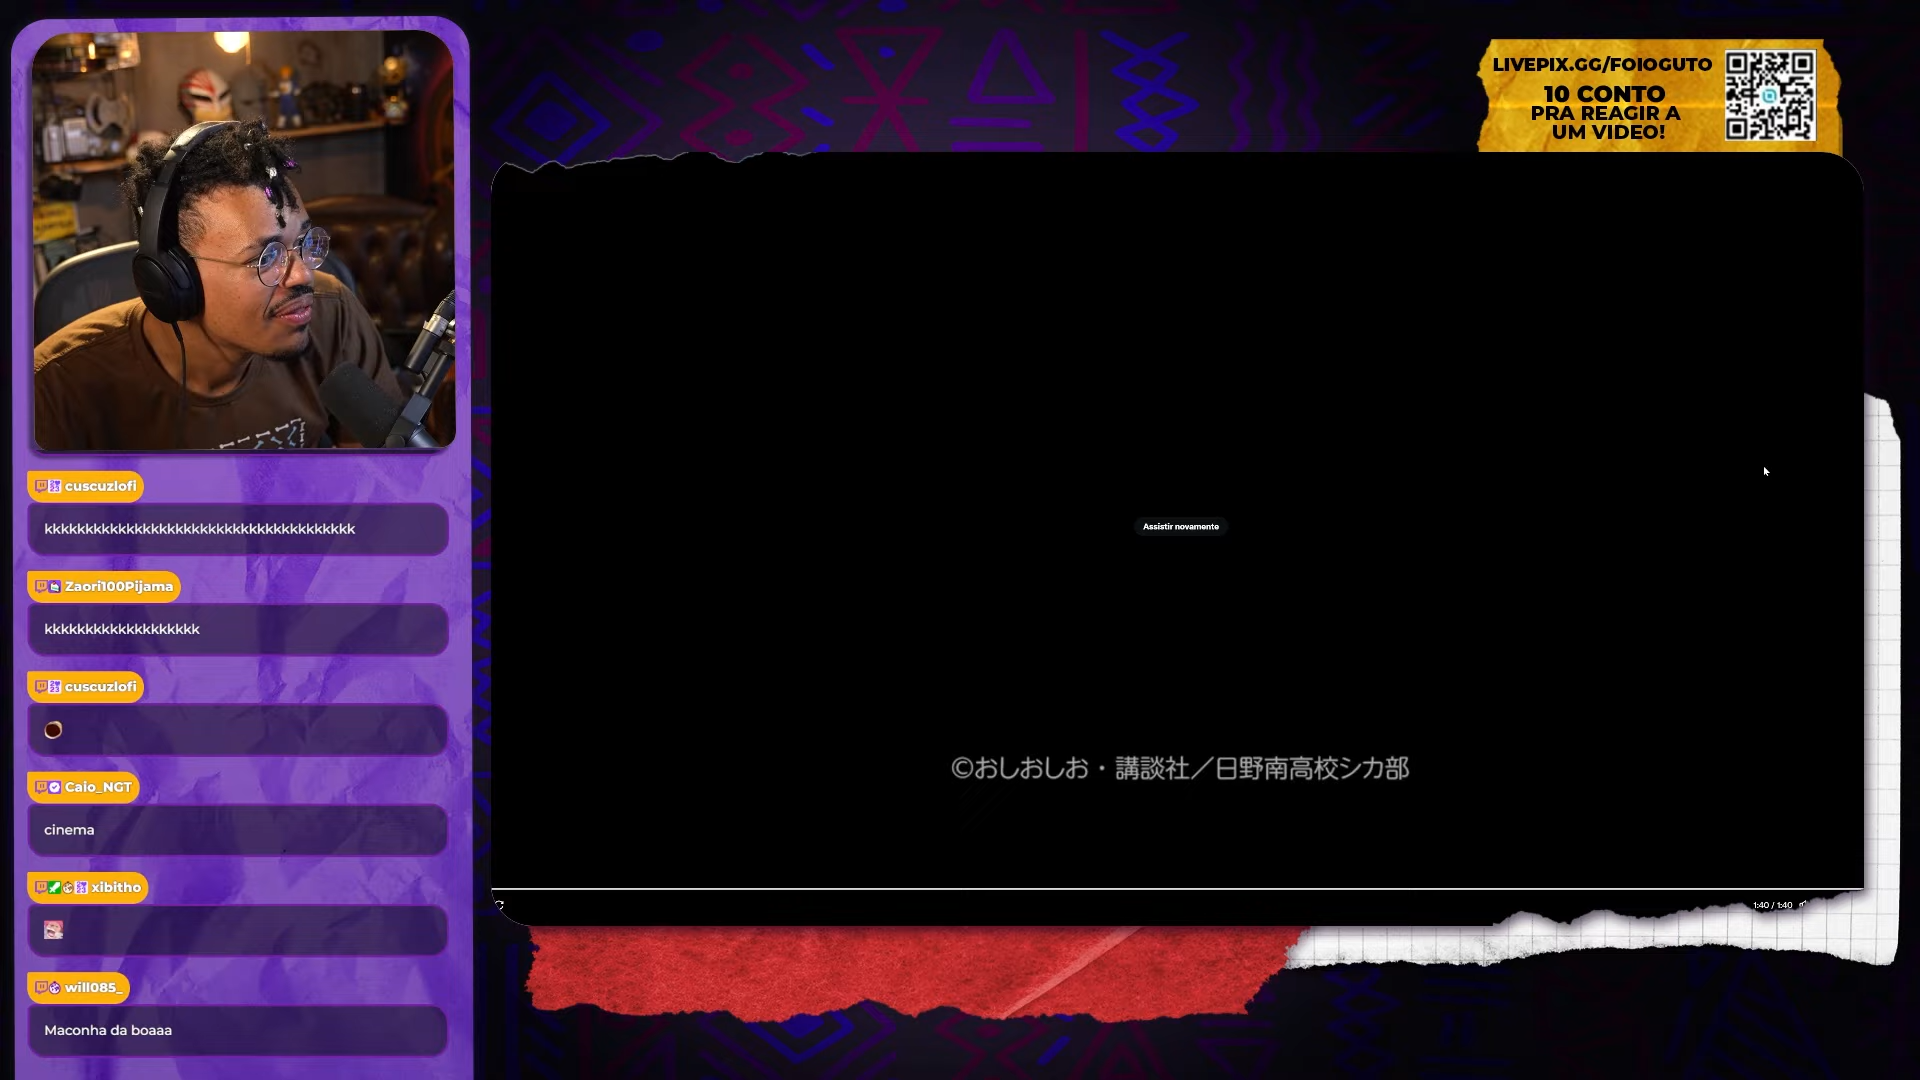 LIVEPIX.GG/FOIOGUTO
10 CONTO
PRA REAGIR A
UM VIDEO!
cuscuzlofi
kkkkkkkkkkkkkkkkkkkkkkkkkkkkkkkkkkkkkk
Zaori100Pijama
kkkkkkkkkkkkkkkkkkk
cuscuzlofi
Caio_NGT
cinema
xibitho
will085_
Maconha da boaaa
Assistir novamente
©おしおしお・講談社／日野南高校シカ部
1:40 / 1:40